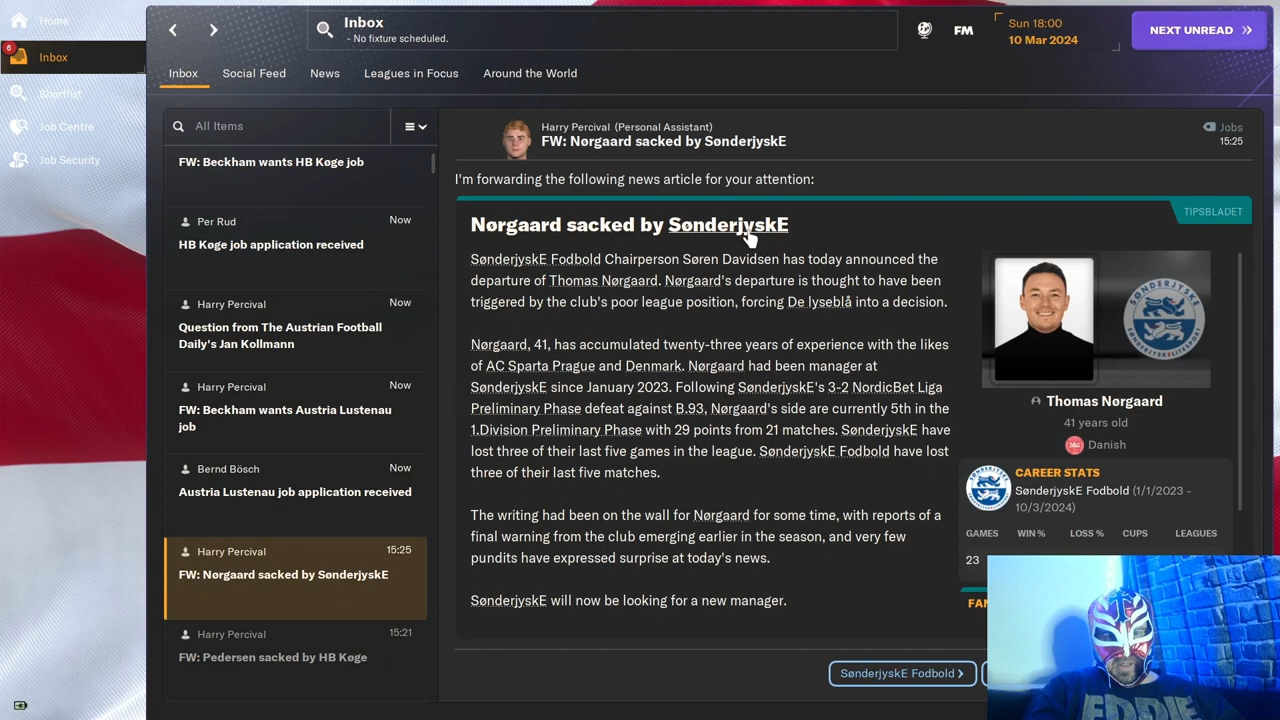 Home
6
Inbox
Shortlist
Job Centre
Job Security
Inbox
- No fixture scheduled.
FM
Sun 18:00
10 Mar 2024
NEXT UNREAD
Inbox
Social Feed
News
Leagues in Focus
Around the World
All Items
FW: Beckham wants HB Køge job
Per Rud
Now
HB Køge job application received
Harry Percival
Now
Question from The Austrian Football
Daily's Jan Kollmann
Harry Percival
Now
FW: Beckham wants Austria Lustenau
job
Bernd Bösch
Now
Austria Lustenau job application received
Harry Percival
15:25
FW: Nørgaard sacked by SønderjyskE
Harry Percival
15:21
FW: Pedersen sacked by HB Køge
Harry Percival (Personal Assistant)
FW: Nørgaard sacked by SønderjyskE
Jobs
15:25
I'm forwarding the following news article for your attention:
TIPSBLADET
Nørgaard sacked by SønderjyskE
SønderjyskE Fodbold Chairperson Søren Davidsen has today announced the
departure of Thomas Nørgaard. Nørgaard's departure is thought to have been
triggered by the club's poor league position, forcing De lyseblå into a decision.
Nørgaard, 41, has accumulated twenty-three years of experience with the likes
of AC Sparta Prague and Denmark. Nørgaard had been manager at
SønderjyskE since January 2023. Following SønderjyskE's 3-2 NordicBet Liga
Preliminary Phase defeat against B.93, Nørgaard's side are currently 5th in the
1.Division Preliminary Phase with 29 points from 21 matches. SønderjyskE have
lost three of their last five games in the league. SønderjyskE Fodbold have lost
three of their last five matches.
The writing had been on the wall for Nørgaard for some time, with reports of a
final warning from the club emerging earlier in the season, and very few
pundits have expressed surprise at today's news.
SønderjyskE will now be looking for a new manager.
Thomas Nørgaard
41 years old
Danish
CAREER STATS
SønderjyskE Fodbold (1/1/2023 -
10/3/2024)
GAMES
WIN %
LOSS %
CUPS
LEAGUES
23
FAN
SønderjyskE Fodbold
EDDIE